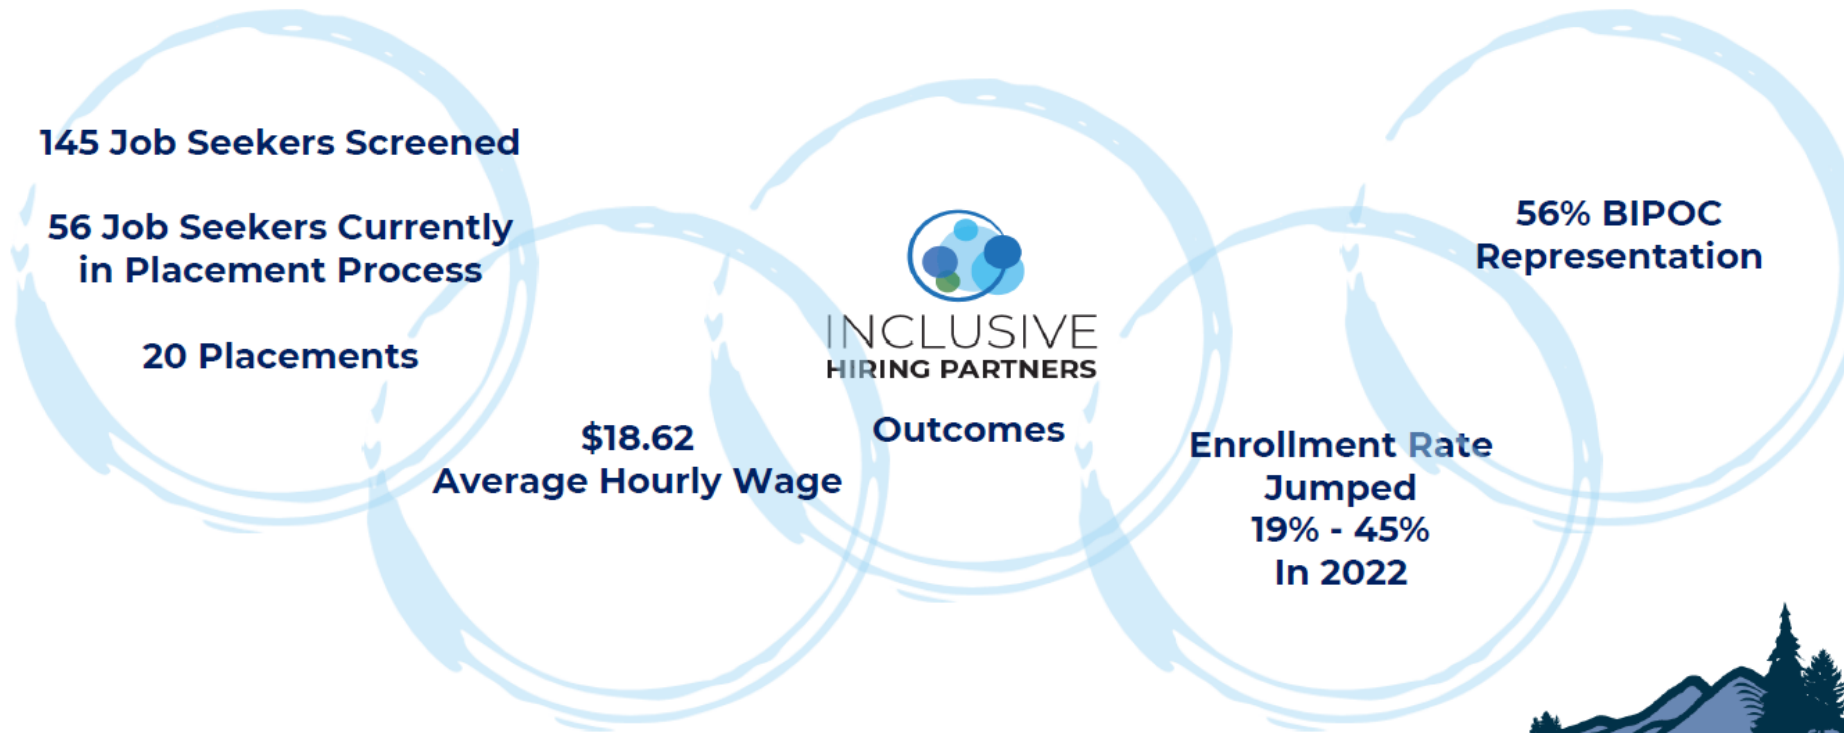 145 Job Seekers Screened
56 Job Seekers Currently
in Placement Process
20 Placements
$18.62
Average Hourly Wage
INCLUSIVE
HIRING PARTNERS
Outcomes
Enrollment Rate
Jumped
19% - 45%
In 2022
56% BIPOC
Representation